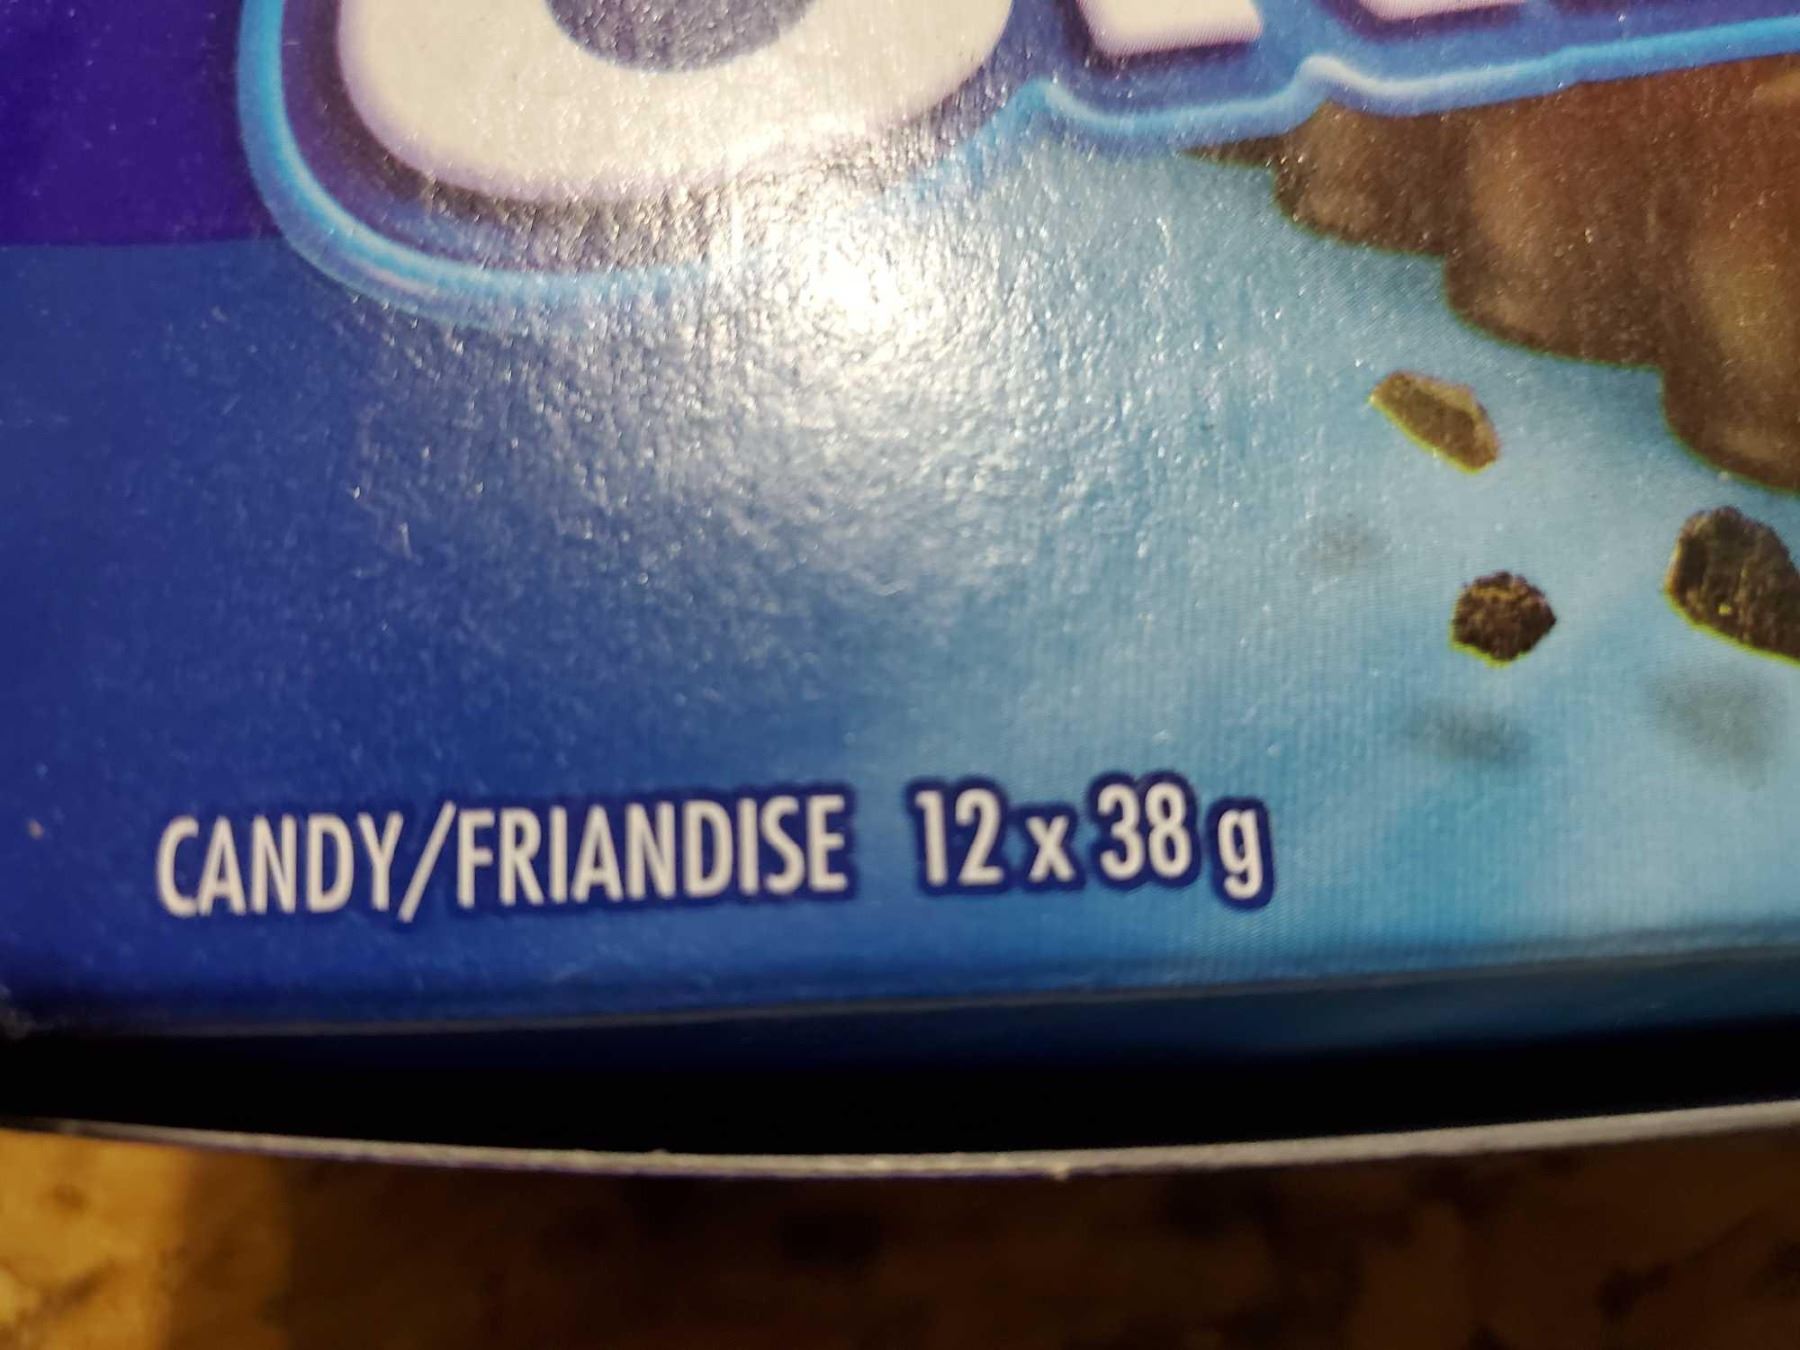 CANDY/FRIANDISE 12 x 38 g